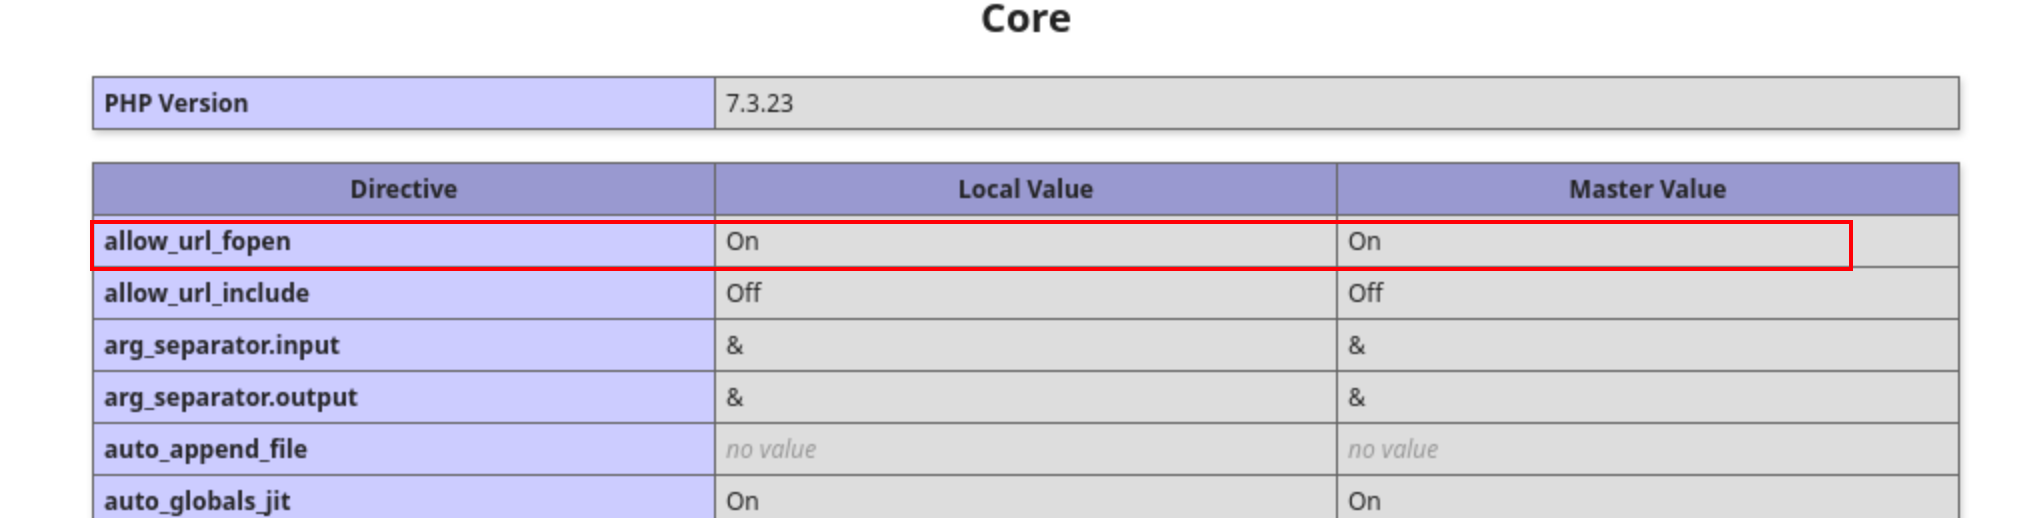 Core
PHP Version 7.3.23
Directive Local Value Master Value
allow_url_fopen On On
allow_url_include Off Off
arg_separator.input & &
arg_separator.output & &
auto_append_file no value no value
auto_globals_jit On On